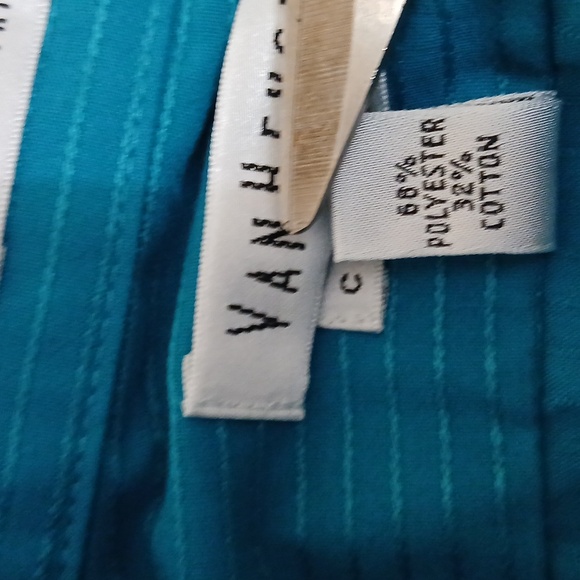 VAN
68%
POLYESTER
32%
COTTON
C